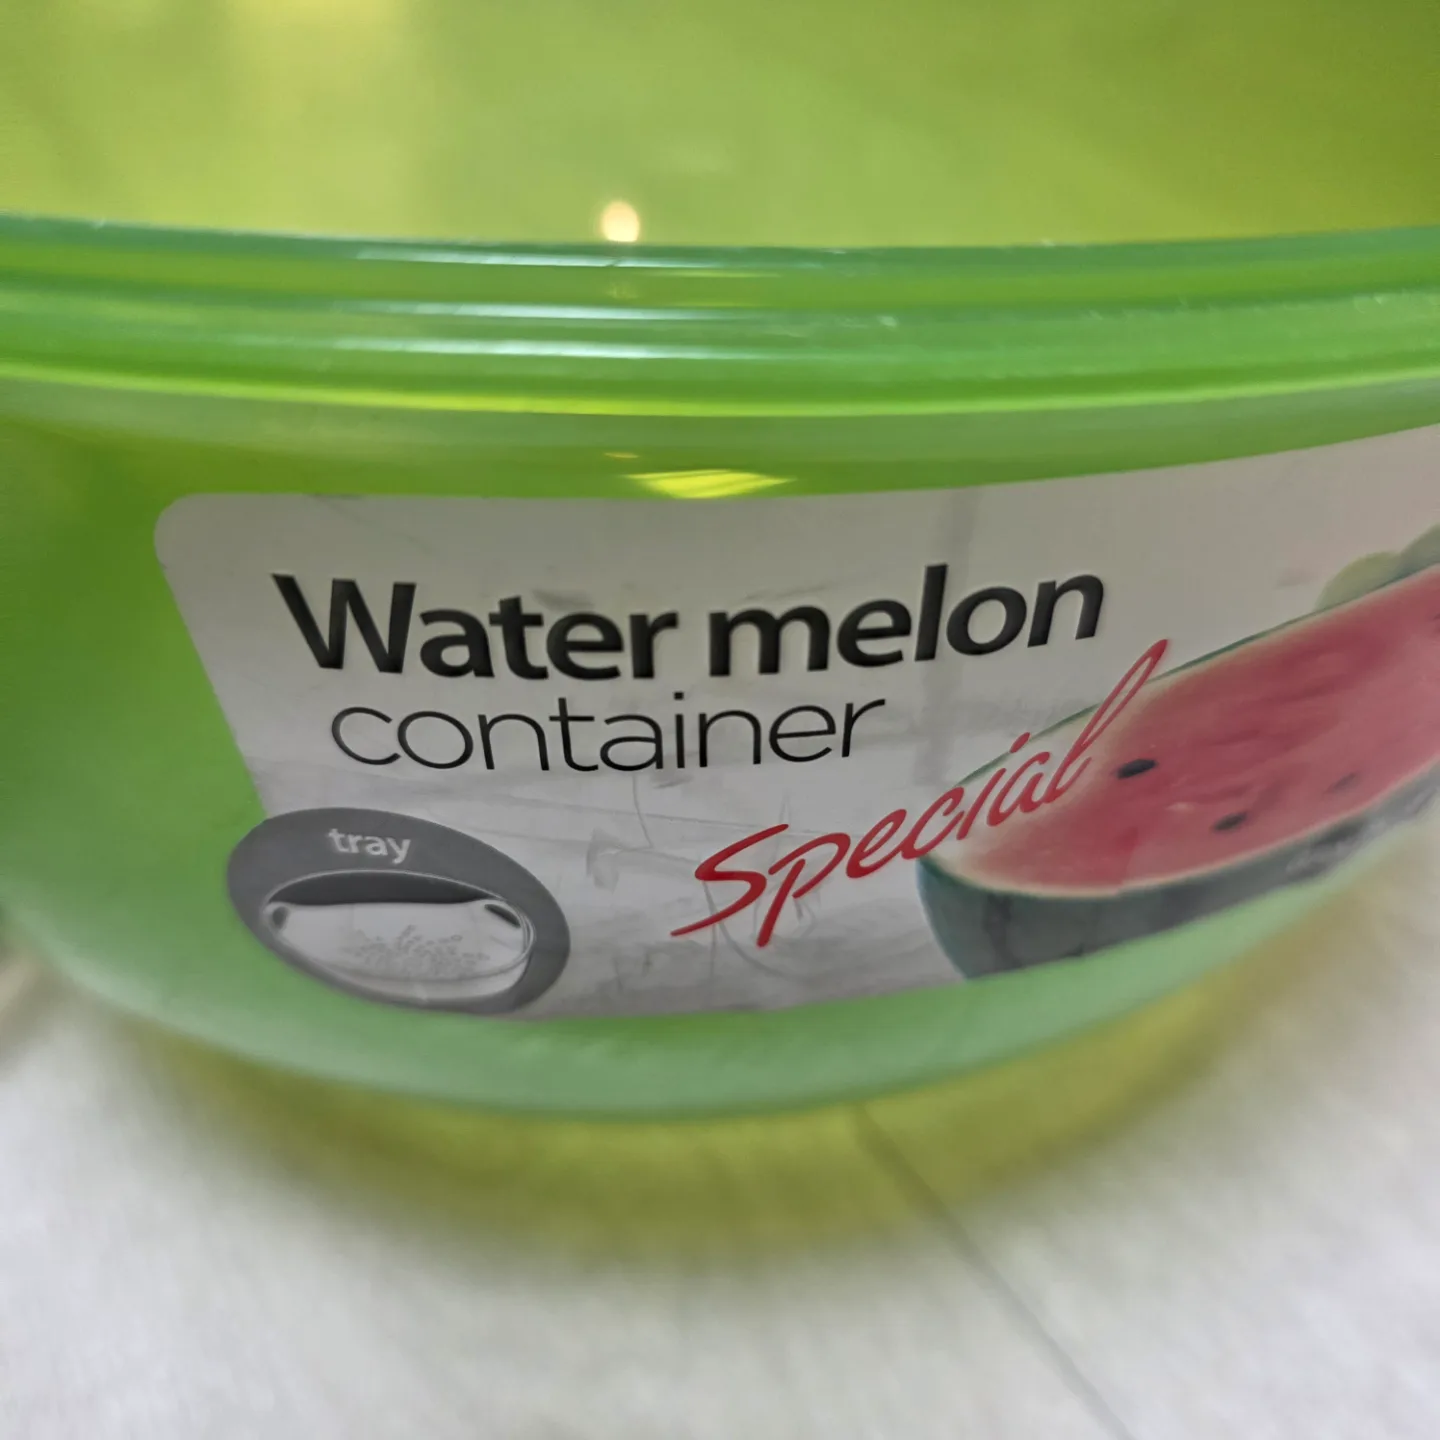 Water melon
container
Special
tray